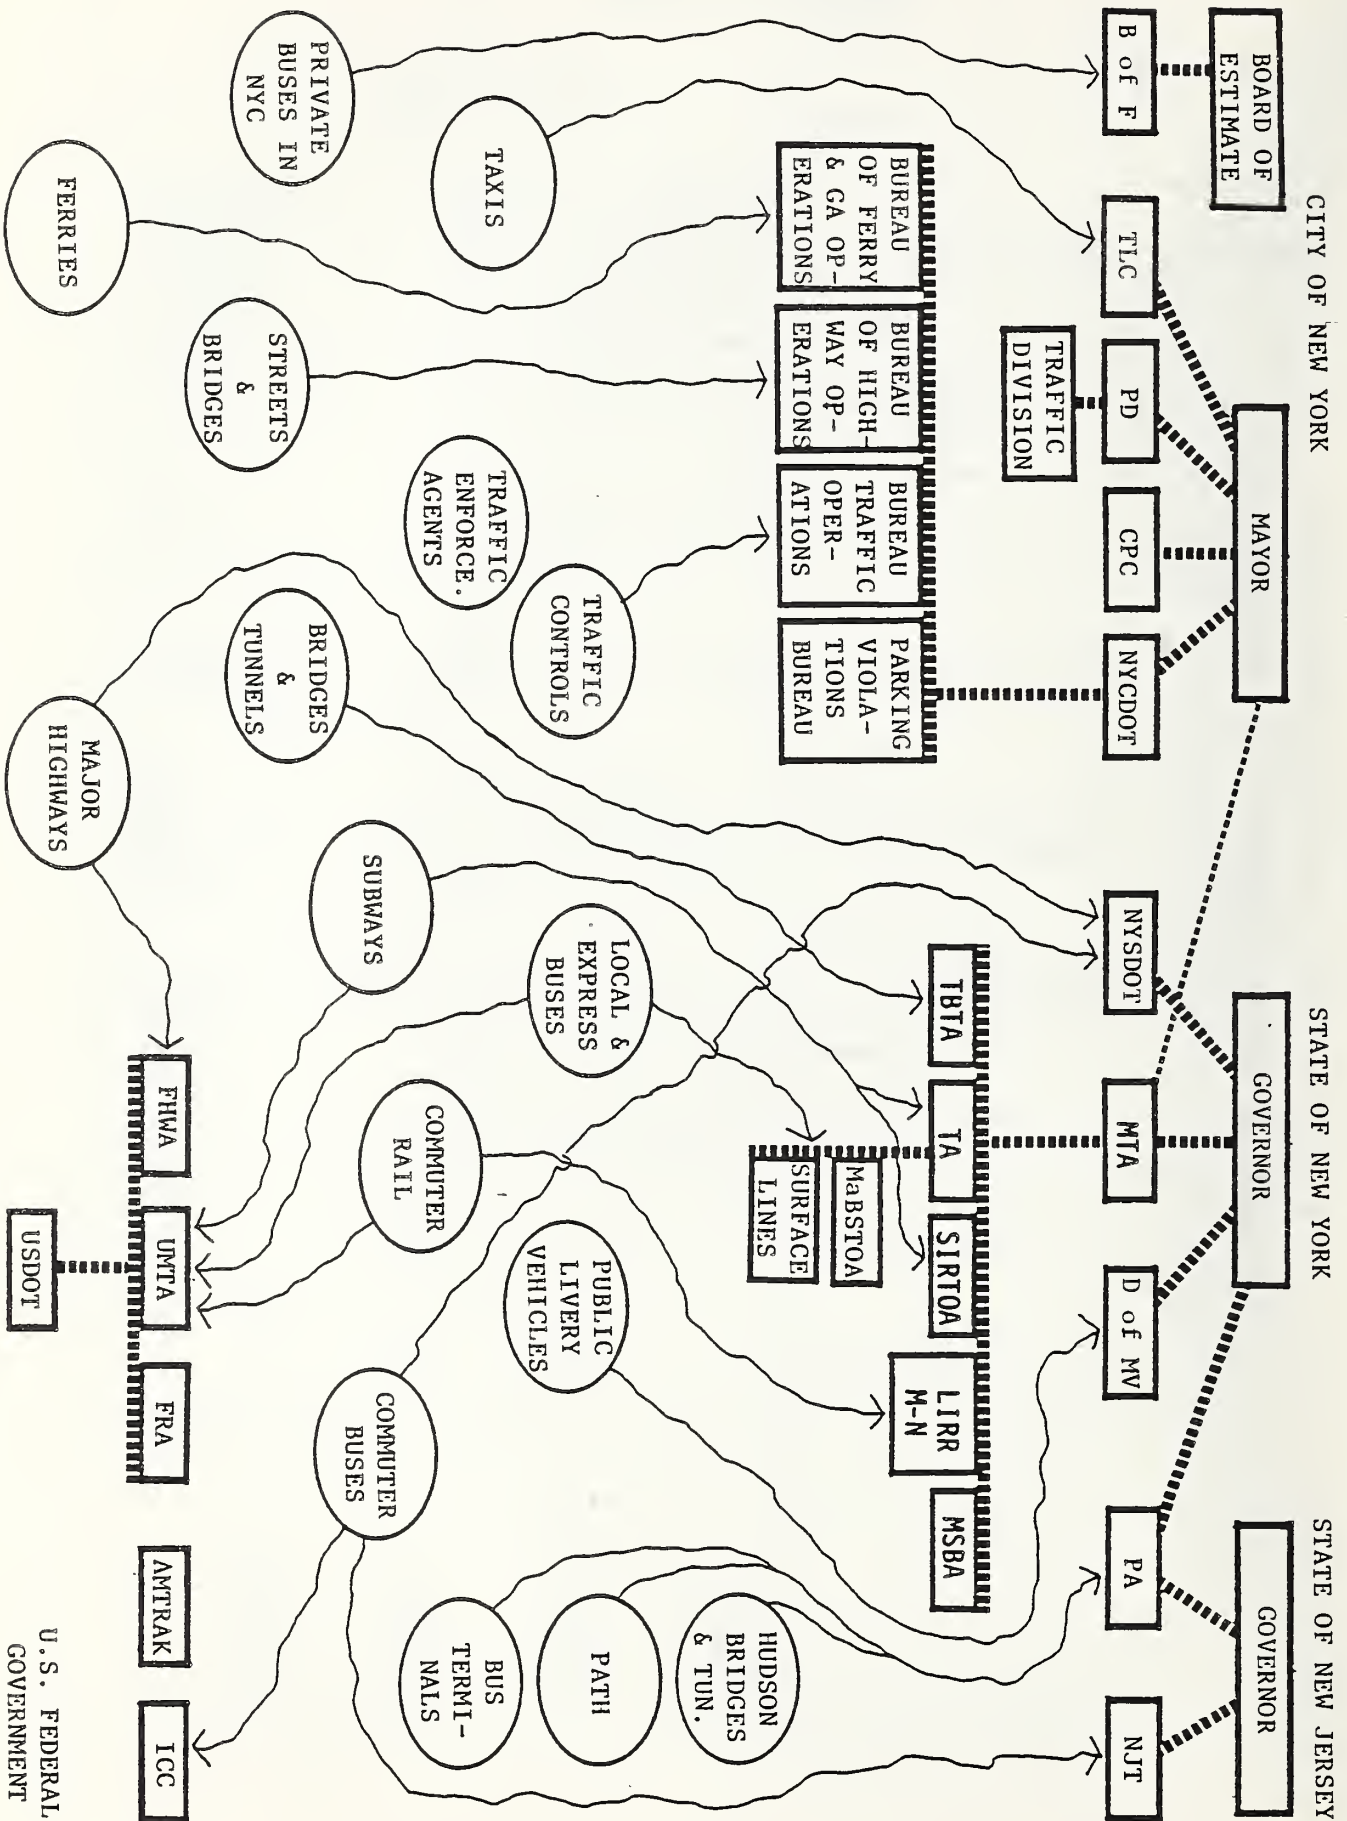 CITY OF NEW YORK
STATE OF NEW YORK
STATE OF NEW JERSEY
BOARD OF
ESTIMATE
MAYOR
GOVERNOR
GOVERNOR
B of F
TLC
PD
CPC
NYCDOT
NYSDOT
MTA
D of MV
PA
NJT
TRAFFIC
DIVISION
BUREAU
OF FERRY
& GA OP-
ERATIONS
BUREAU
OF HIGH-
WAY OP-
ERATIONS
BUREAU
TRAFFIC
OPER-
ATIONS
PARKING
VIOLA-
TIONS
BUREAU
TBTA
TA
SIRTOA
LIRR
M-N
MSBA
MaBSTOA
SURFACE
LINES
PRIVATE
BUSES IN
NYC
TAXIS
FERRIES
STREETS
&
BRIDGES
TRAFFIC
ENFORCE.
AGENTS
TRAFFIC
CONTROLS
BRIDGES
&
TUNNELS
MAJOR
HIGHWAYS
SUBWAYS
LOCAL &
EXPRESS
BUSES
COMMUTER
RAIL
PUBLIC
LIVERY
VEHICLES
COMMUTER
BUSES
HUDSON
BRIDGES
& TUN.
PATH
BUS
TERMI-
NALS
FHWA
UMTA
FRA
AMTRAK
ICC
USDOT
U.S. FEDERAL
GOVERNMENT